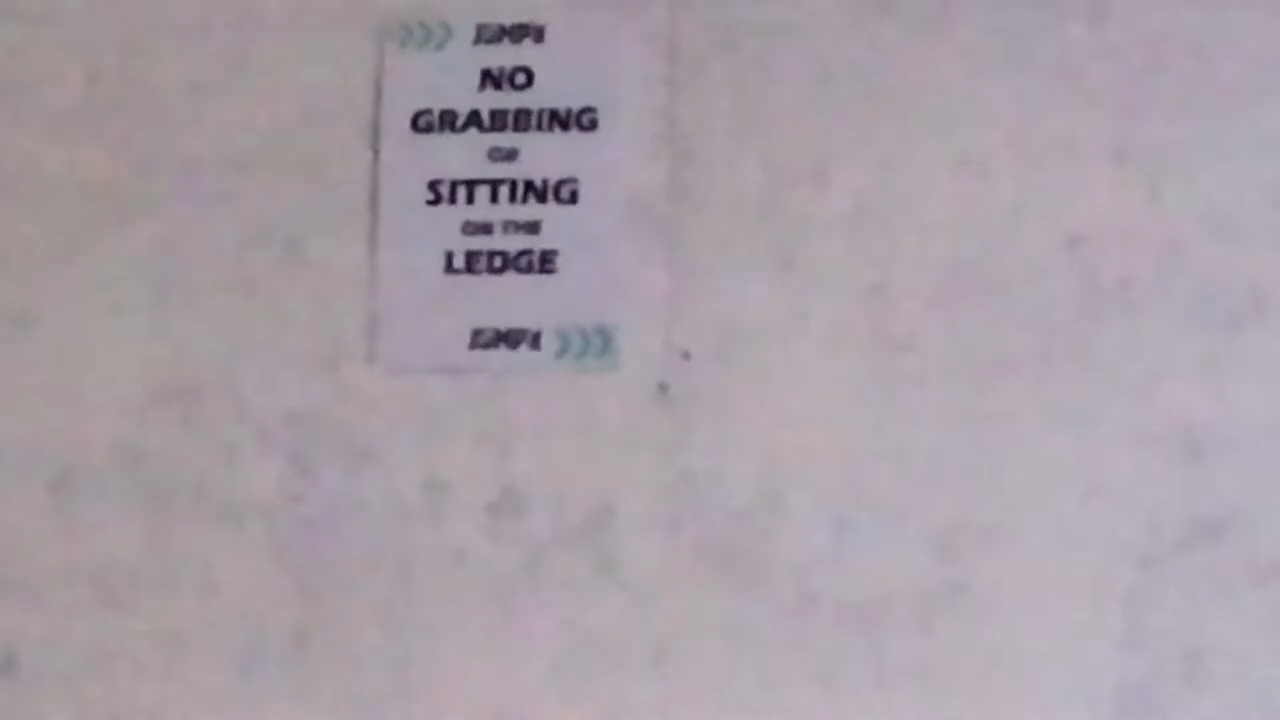 NO
GRABBING
OR
SITTING
ON THE
LEDGE